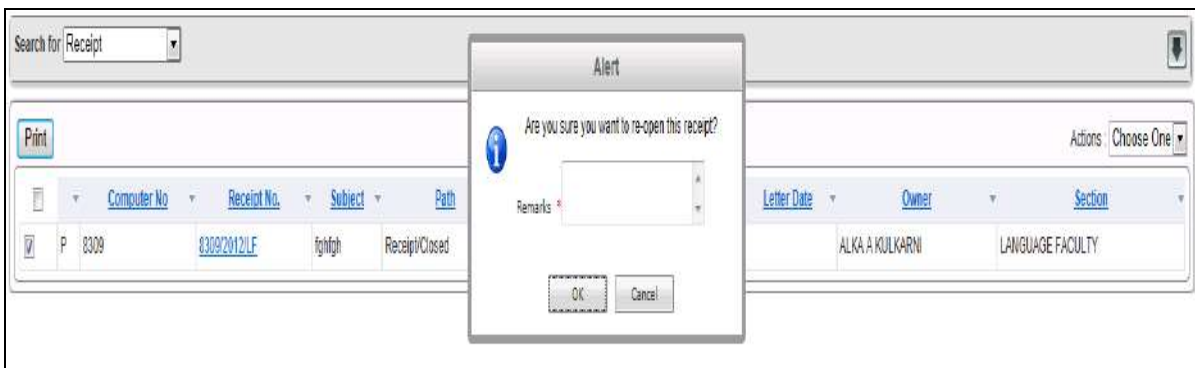 Search for Receipt
Alert
Are you sure you want to re-open this receipt?
Remarks *
OK Cancel
Print
Actions : Choose One
Computer No Receipt No. Subject Path Letter Date Owner Section
P 8309 8309/2012/LF fghfgh Receipt/Closed ALKA A KULKARNI LANGUAGE FACULTY